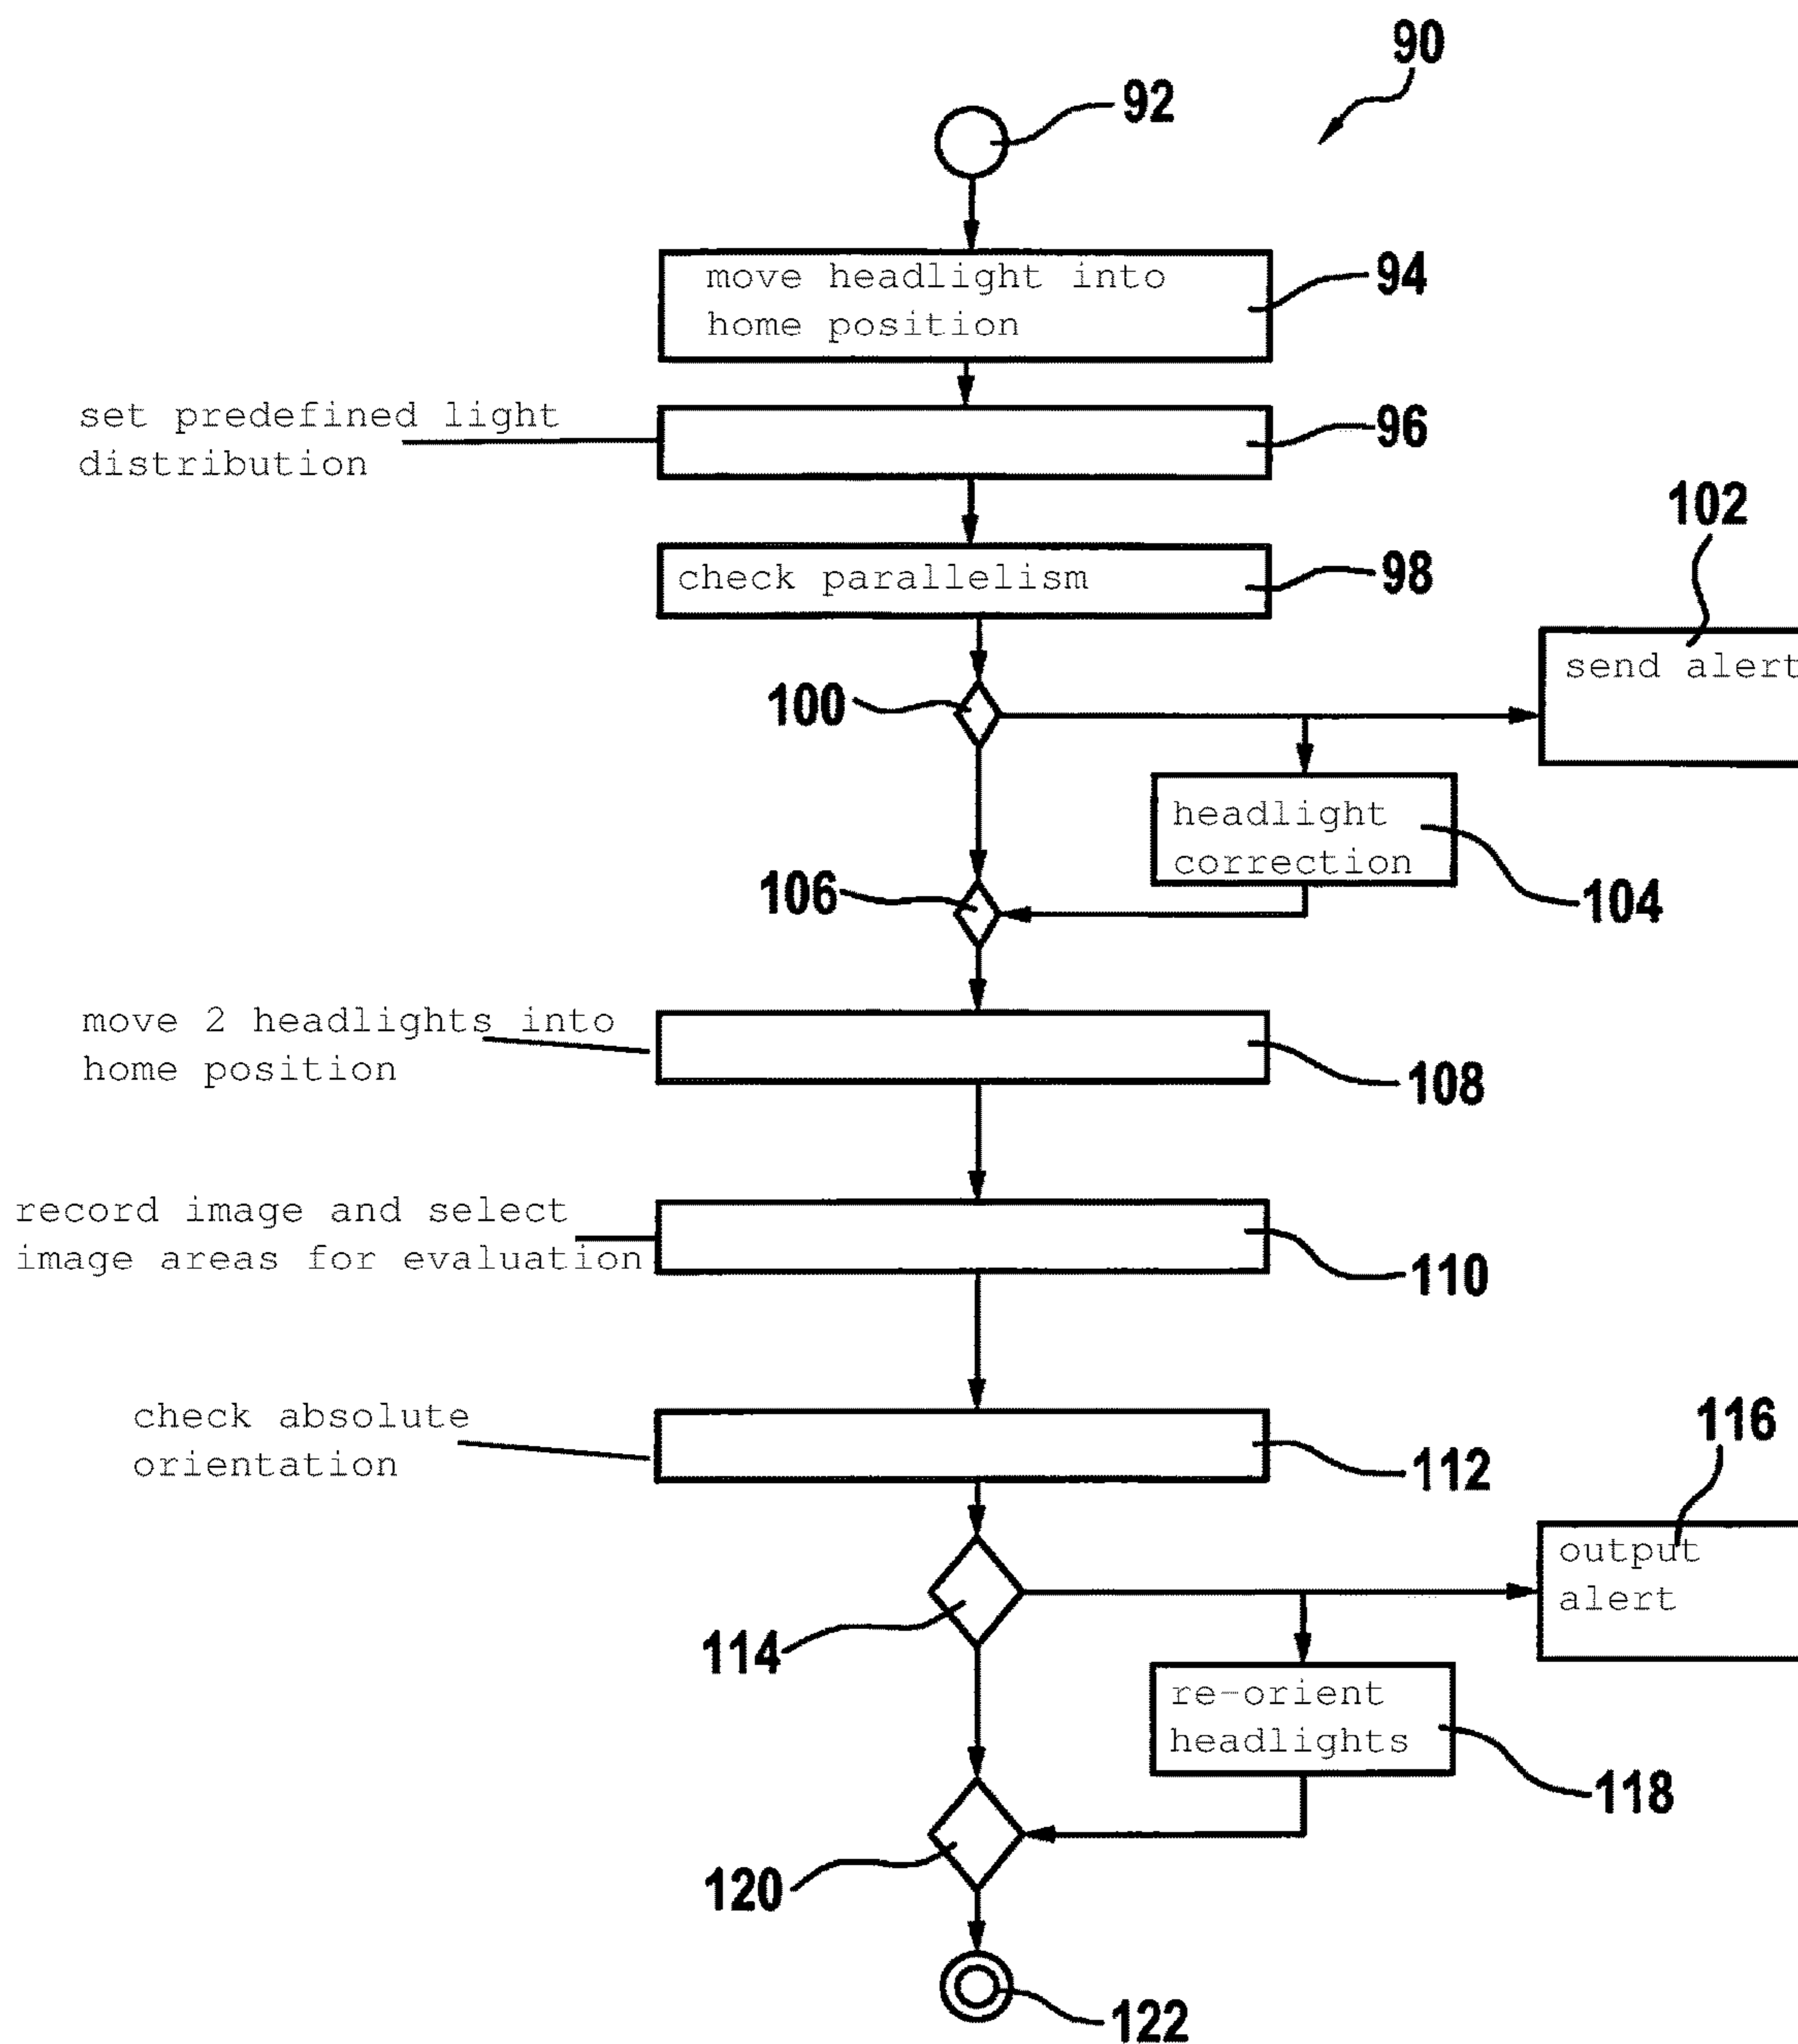 90
92
move headlight into
home position
94
set predefined light
distribution
96
102
check parallelism
98
send alert
100
headlight
correction
106
104
move 2 headlights into
home position
108
record image and select
image areas for evaluation
110
check absolute
orientation
112
116
output
alert
114
re-orient
headlights
118
120
122